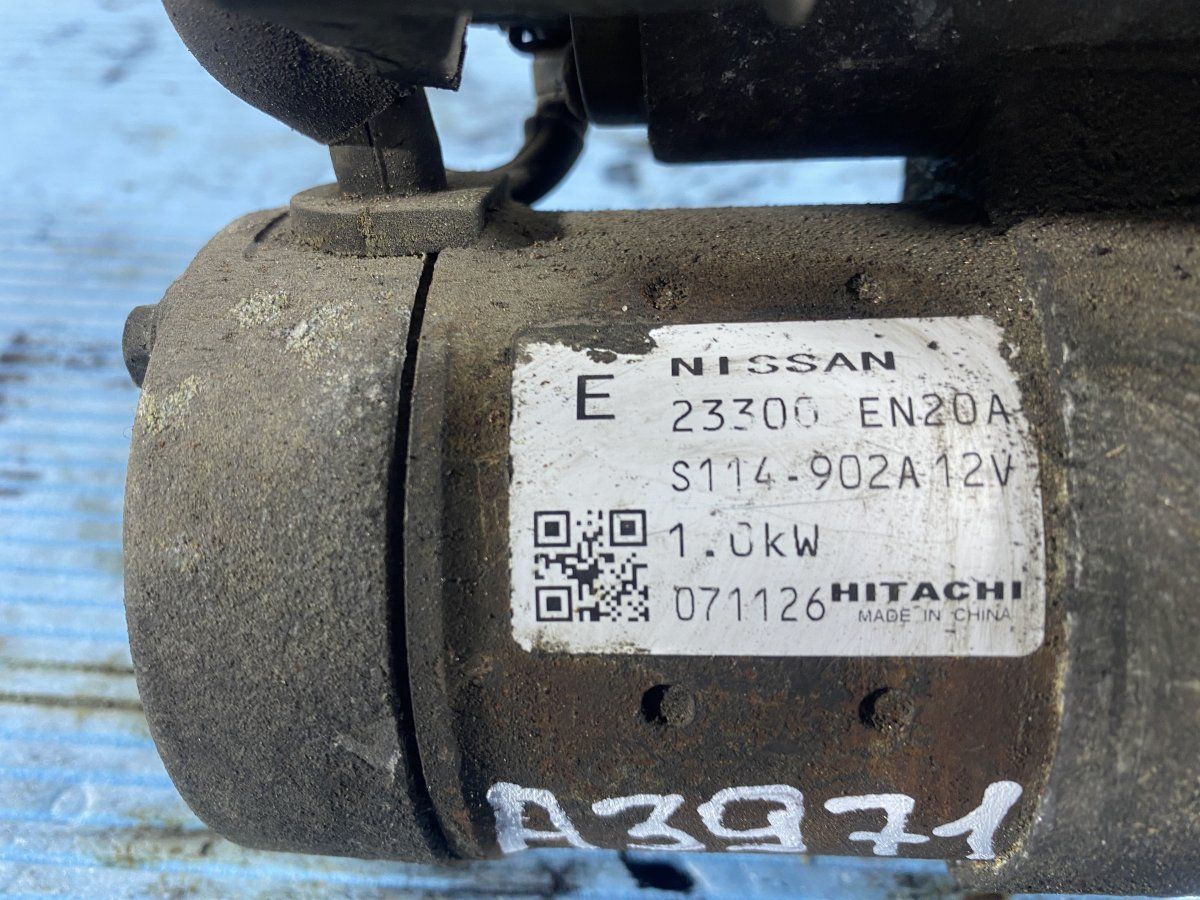 E NISSAN
23300 EN20A
S114-902A 12V
1.0kW
071126 HITACHI
MADE IN CHINA
A3971